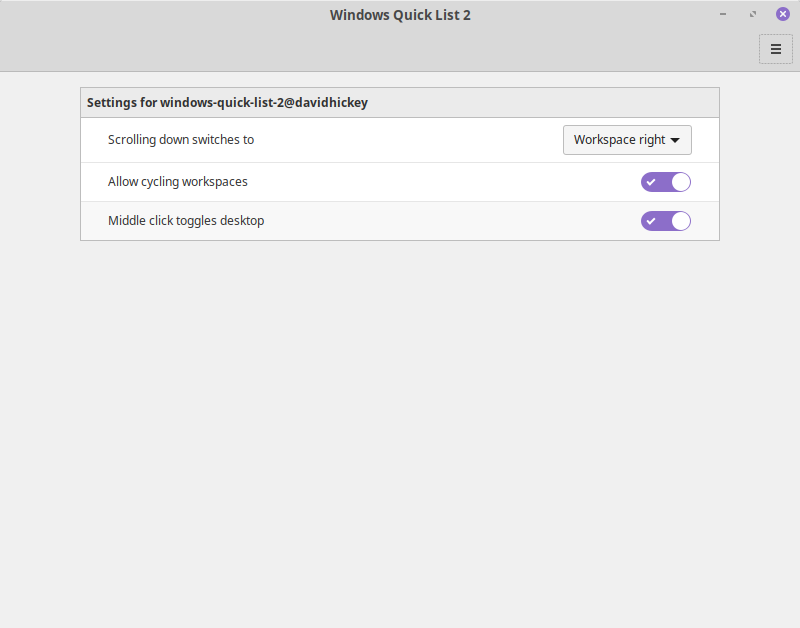 Windows Quick List 2
Settings for windows-quick-list-2@davidhickey
Scrolling down switches to
Workspace right
Allow cycling workspaces
Middle click toggles desktop